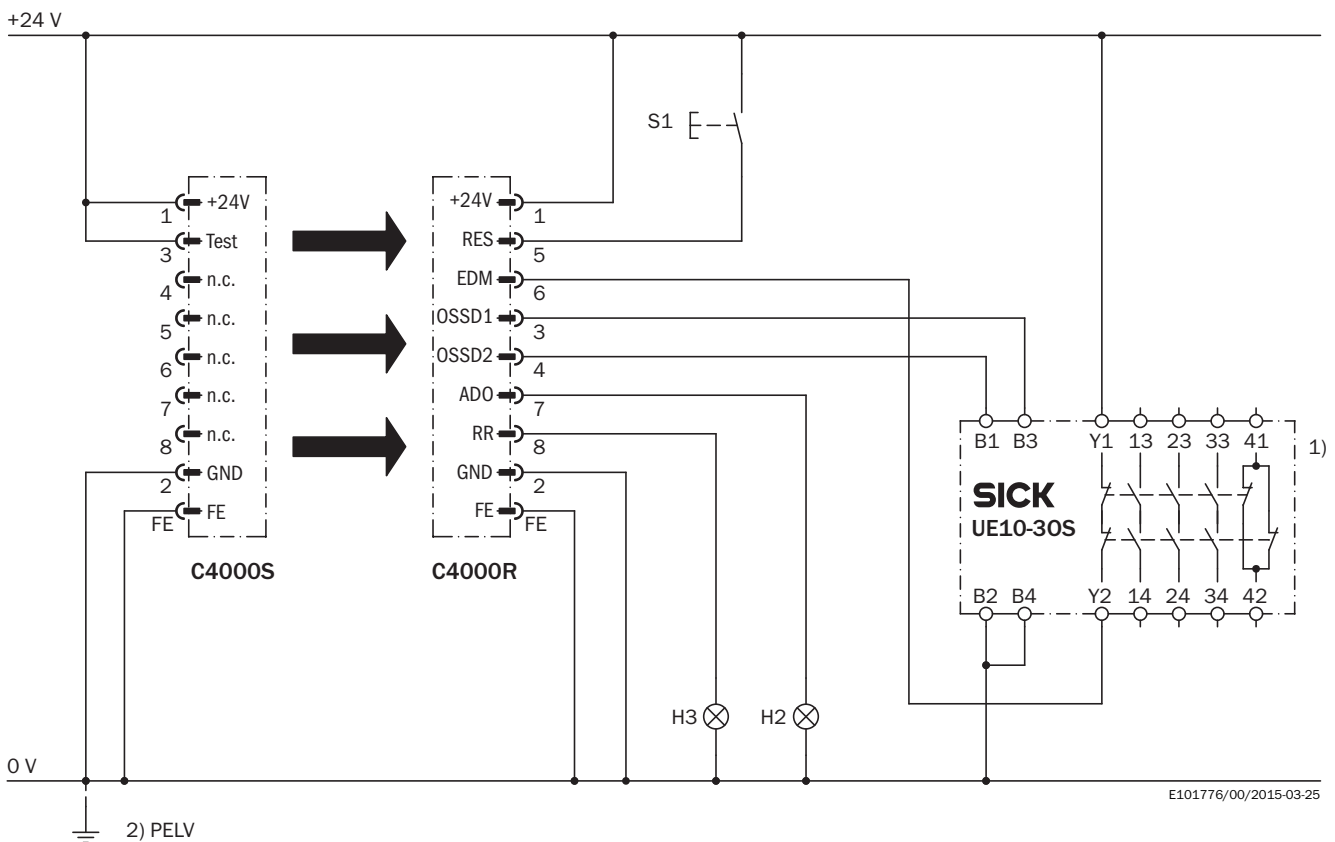 +24 V
S1
+24V
1
Test
3
n.c.
4
n.c.
5
n.c.
6
n.c.
7
n.c.
8
GND
2
FE
FE
C4000S
+24V
1
RES
5
EDM
6
OSSD1
3
OSSD2
4
ADO
7
RR
8
GND
2
FE
FE
C4000R
B1 B3 Y1 13 23 33 41
1)
SICK
UE10-3OS
B2 B4 Y2 14 24 34 42
H3
H2
0 V
E101776/00/2015-03-25
2) PELV